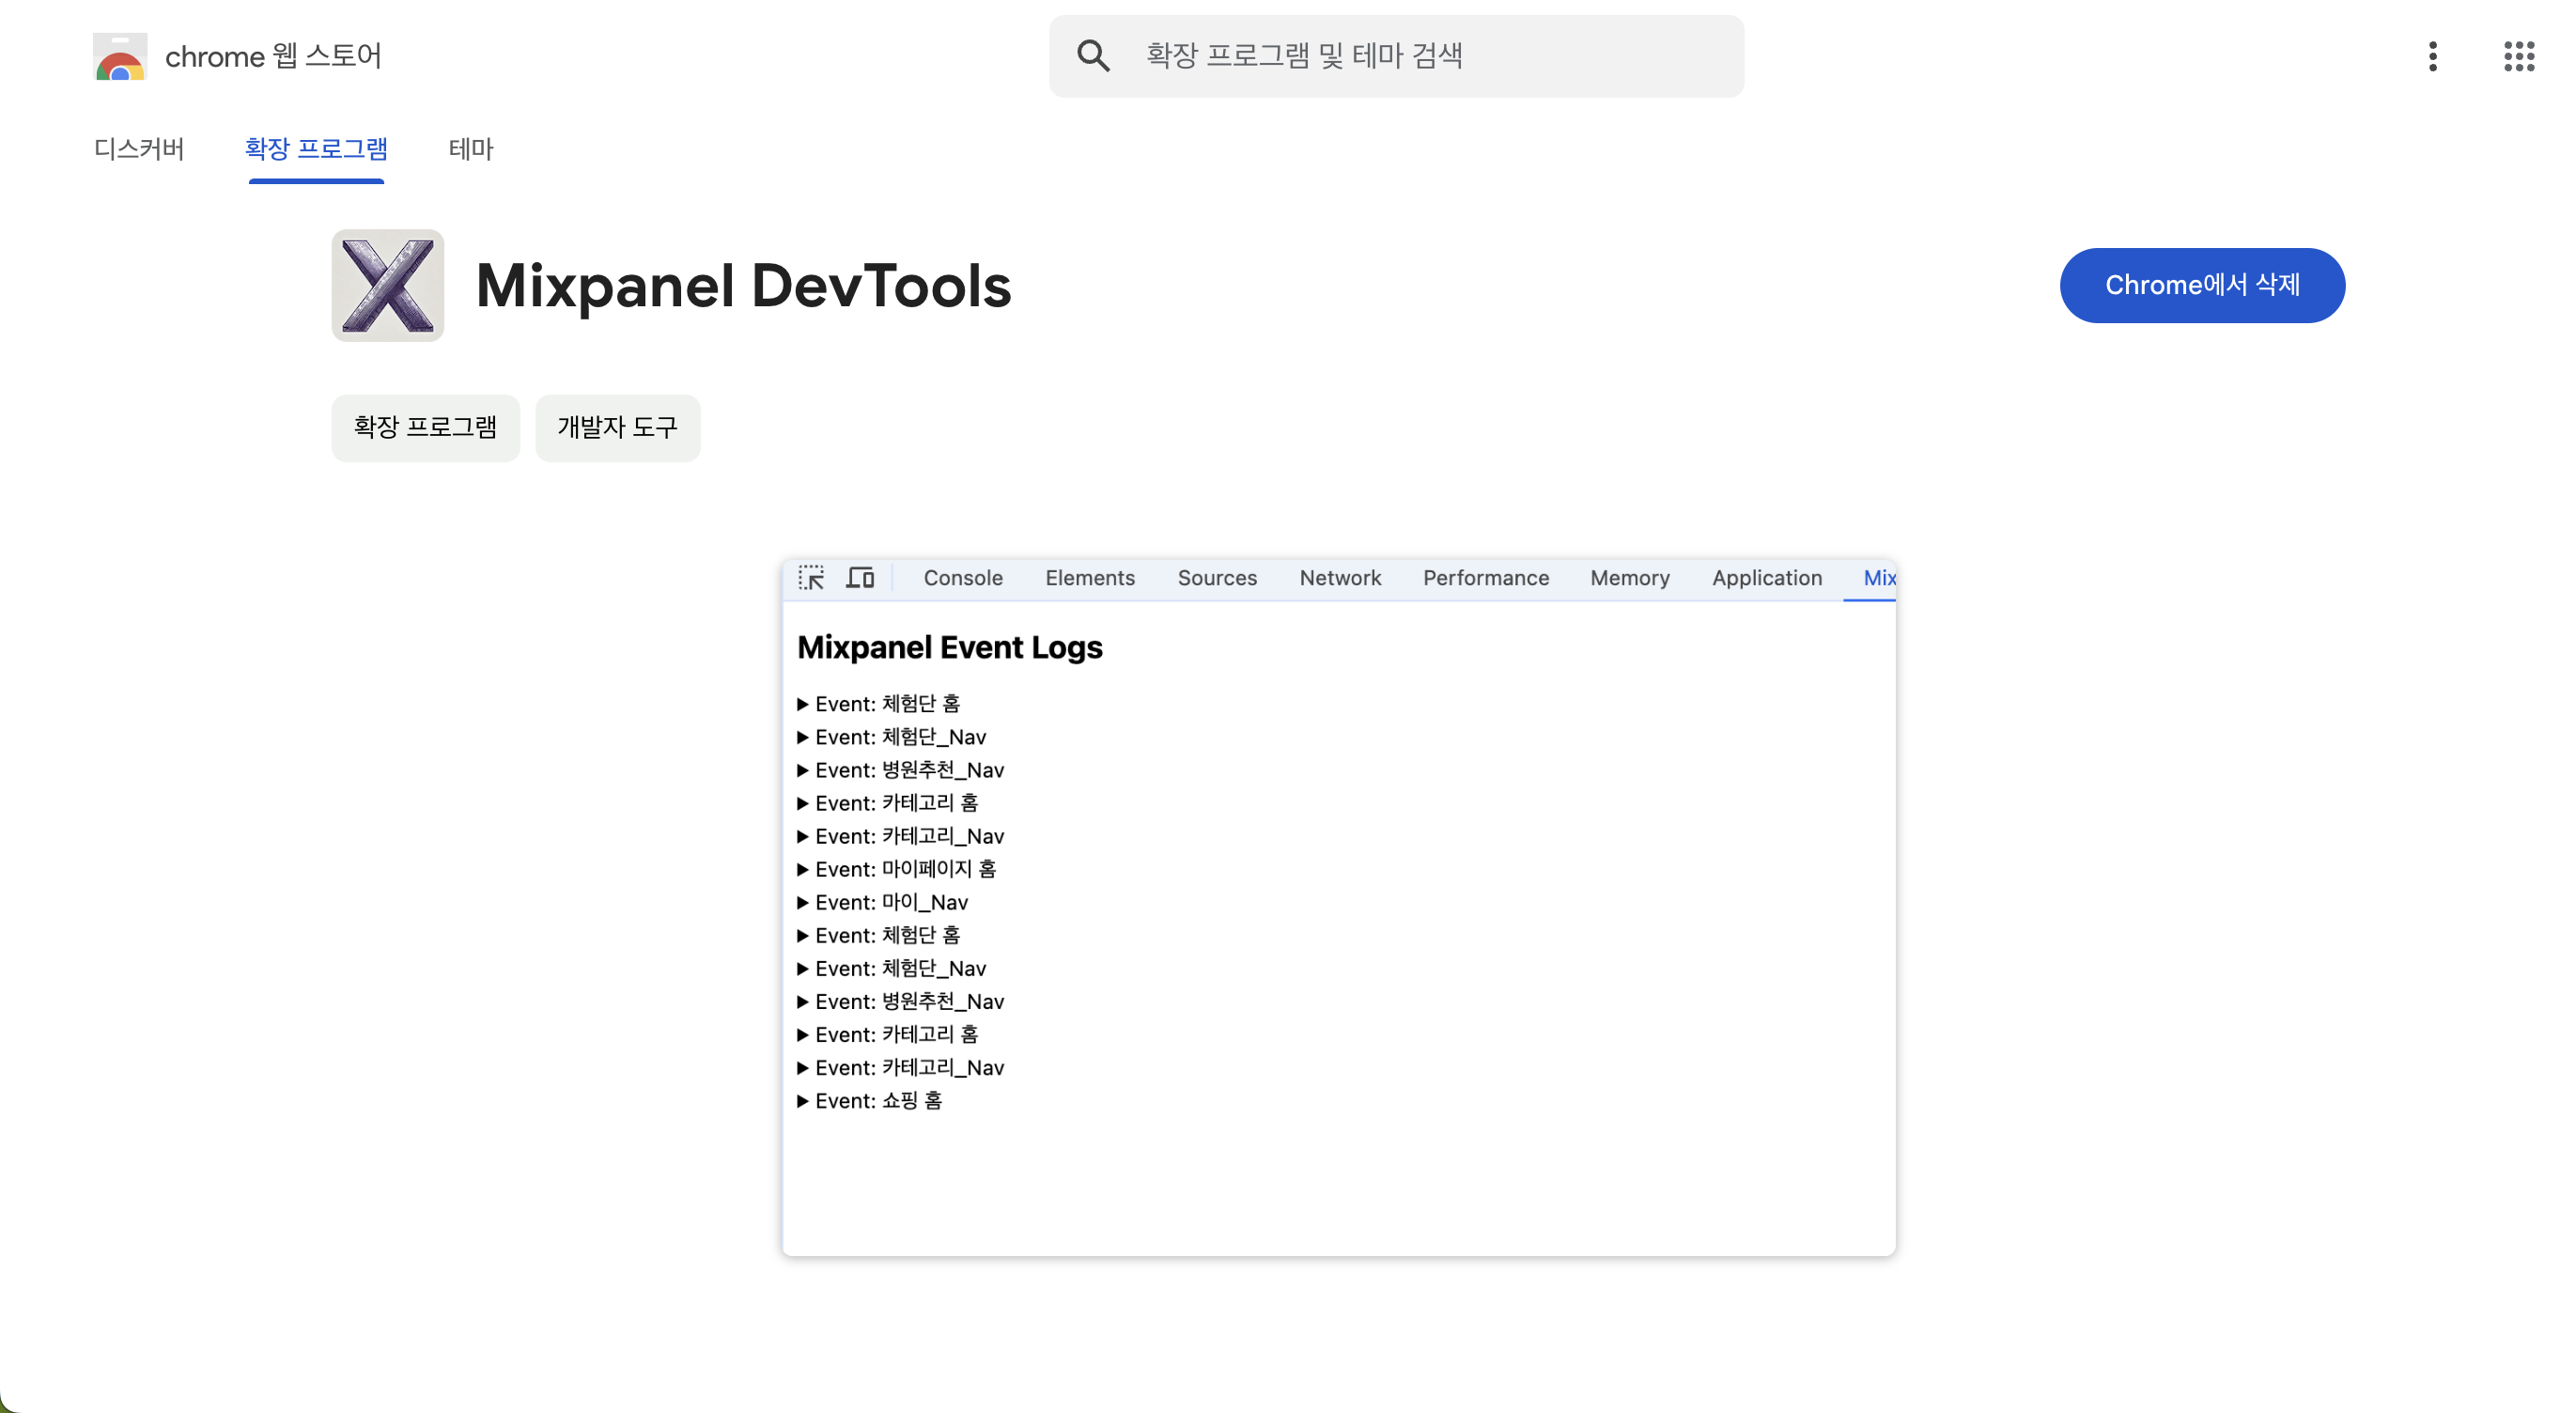 chrome 웹 스토어
확장 프로그램 및 테마 검색
디스커버
확장 프로그램
테마
Mixpanel DevTools
Chrome에서 삭제
확장 프로그램
개발자 도구
Console Elements Sources Network Performance Memory Application Mix
Mixpanel Event Logs
Event: 체험단 홈
Event: 체험단_Nav
Event: 병원추천_Nav
Event: 카테고리 홈
Event: 카테고리_Nav
Event: 마이페이지 홈
Event: 마이_Nav
Event: 체험단 홈
Event: 체험단_Nav
Event: 병원추천_Nav
Event: 카테고리 홈
Event: 카테고리_Nav
Event: 쇼핑 홈